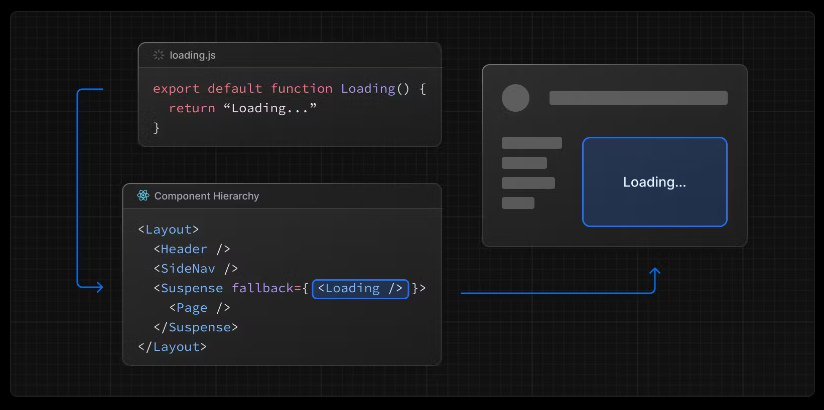 loading.js
export default function Loading() {
  return “Loading...”
}
Component Hierarchy
<Layout>
  <Header />
  <SideNav />
  <Suspense fallback={ <Loading /> }>
    <Page />
  </Suspense>
</Layout>
Loading...